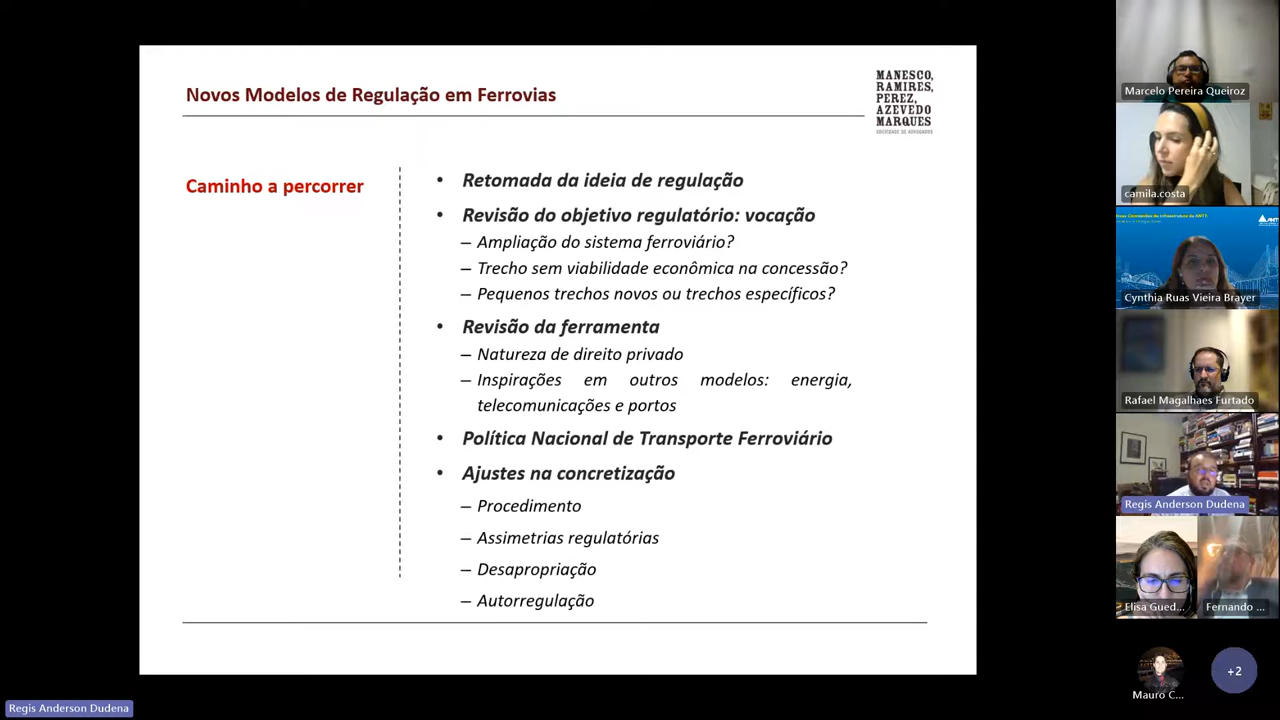 Novos Modelos de Regulação em Ferrovias
MANESCO,
RAMIRES,
PEREZ,
AZEVEDO
MARQUES
SOCIEDADE DE ADVOGADOS
Caminho a percorrer
• Retomada da ideia de regulação
• Revisão do objetivo regulatório: vocação
– Ampliação do sistema ferroviário?
– Trecho sem viabilidade econômica na concessão?
– Pequenos trechos novos ou trechos específicos?
• Revisão da ferramenta
– Natureza de direito privado
– Inspirações em outros modelos: energia,
telecomunicações e portos
• Política Nacional de Transporte Ferroviário
• Ajustes na concretização
– Procedimento
– Assimetrias regulatórias
– Desapropriação
– Autorregulação
Marcelo Pereira Queiroz
camila.costa
ANTT
Cynthia Ruas Vieira Brayer
Rafael Magalhaes Furtado
Regis Anderson Dudena
Elisa Gued...
Fernando ...
Mauro C...
+2
Regis Anderson Dudena